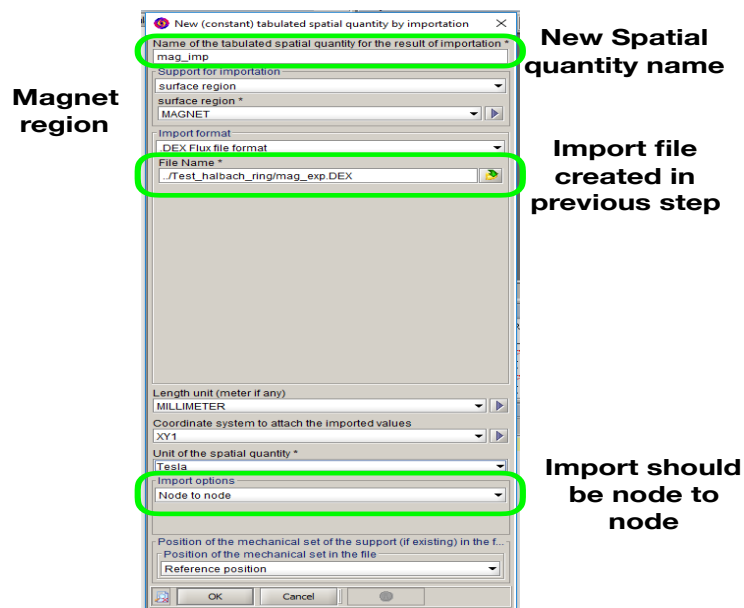 New (constant) tabulated spatial quantity by importation
Name of the tabulated spatial quantity for the result of importation *
mag_imp
New Spatial
quantity name
Support for importation
surface region
surface region *
MAGNET
Magnet
region
Import format
.DEX Flux file format
File Name *
../Test_halbach_ring/mag_exp.DEX
Import file
created in
previous step
Length unit (meter if any)
MILLIMETER
Coordinate system to attach the imported values
XY1
Unit of the spatial quantity *
Tesla
Import options
Node to node
Import should
be node to
node
Position of the mechanical set of the support (if existing) in the f...
Position of the mechanical set in the file
Reference position
OK
Cancel